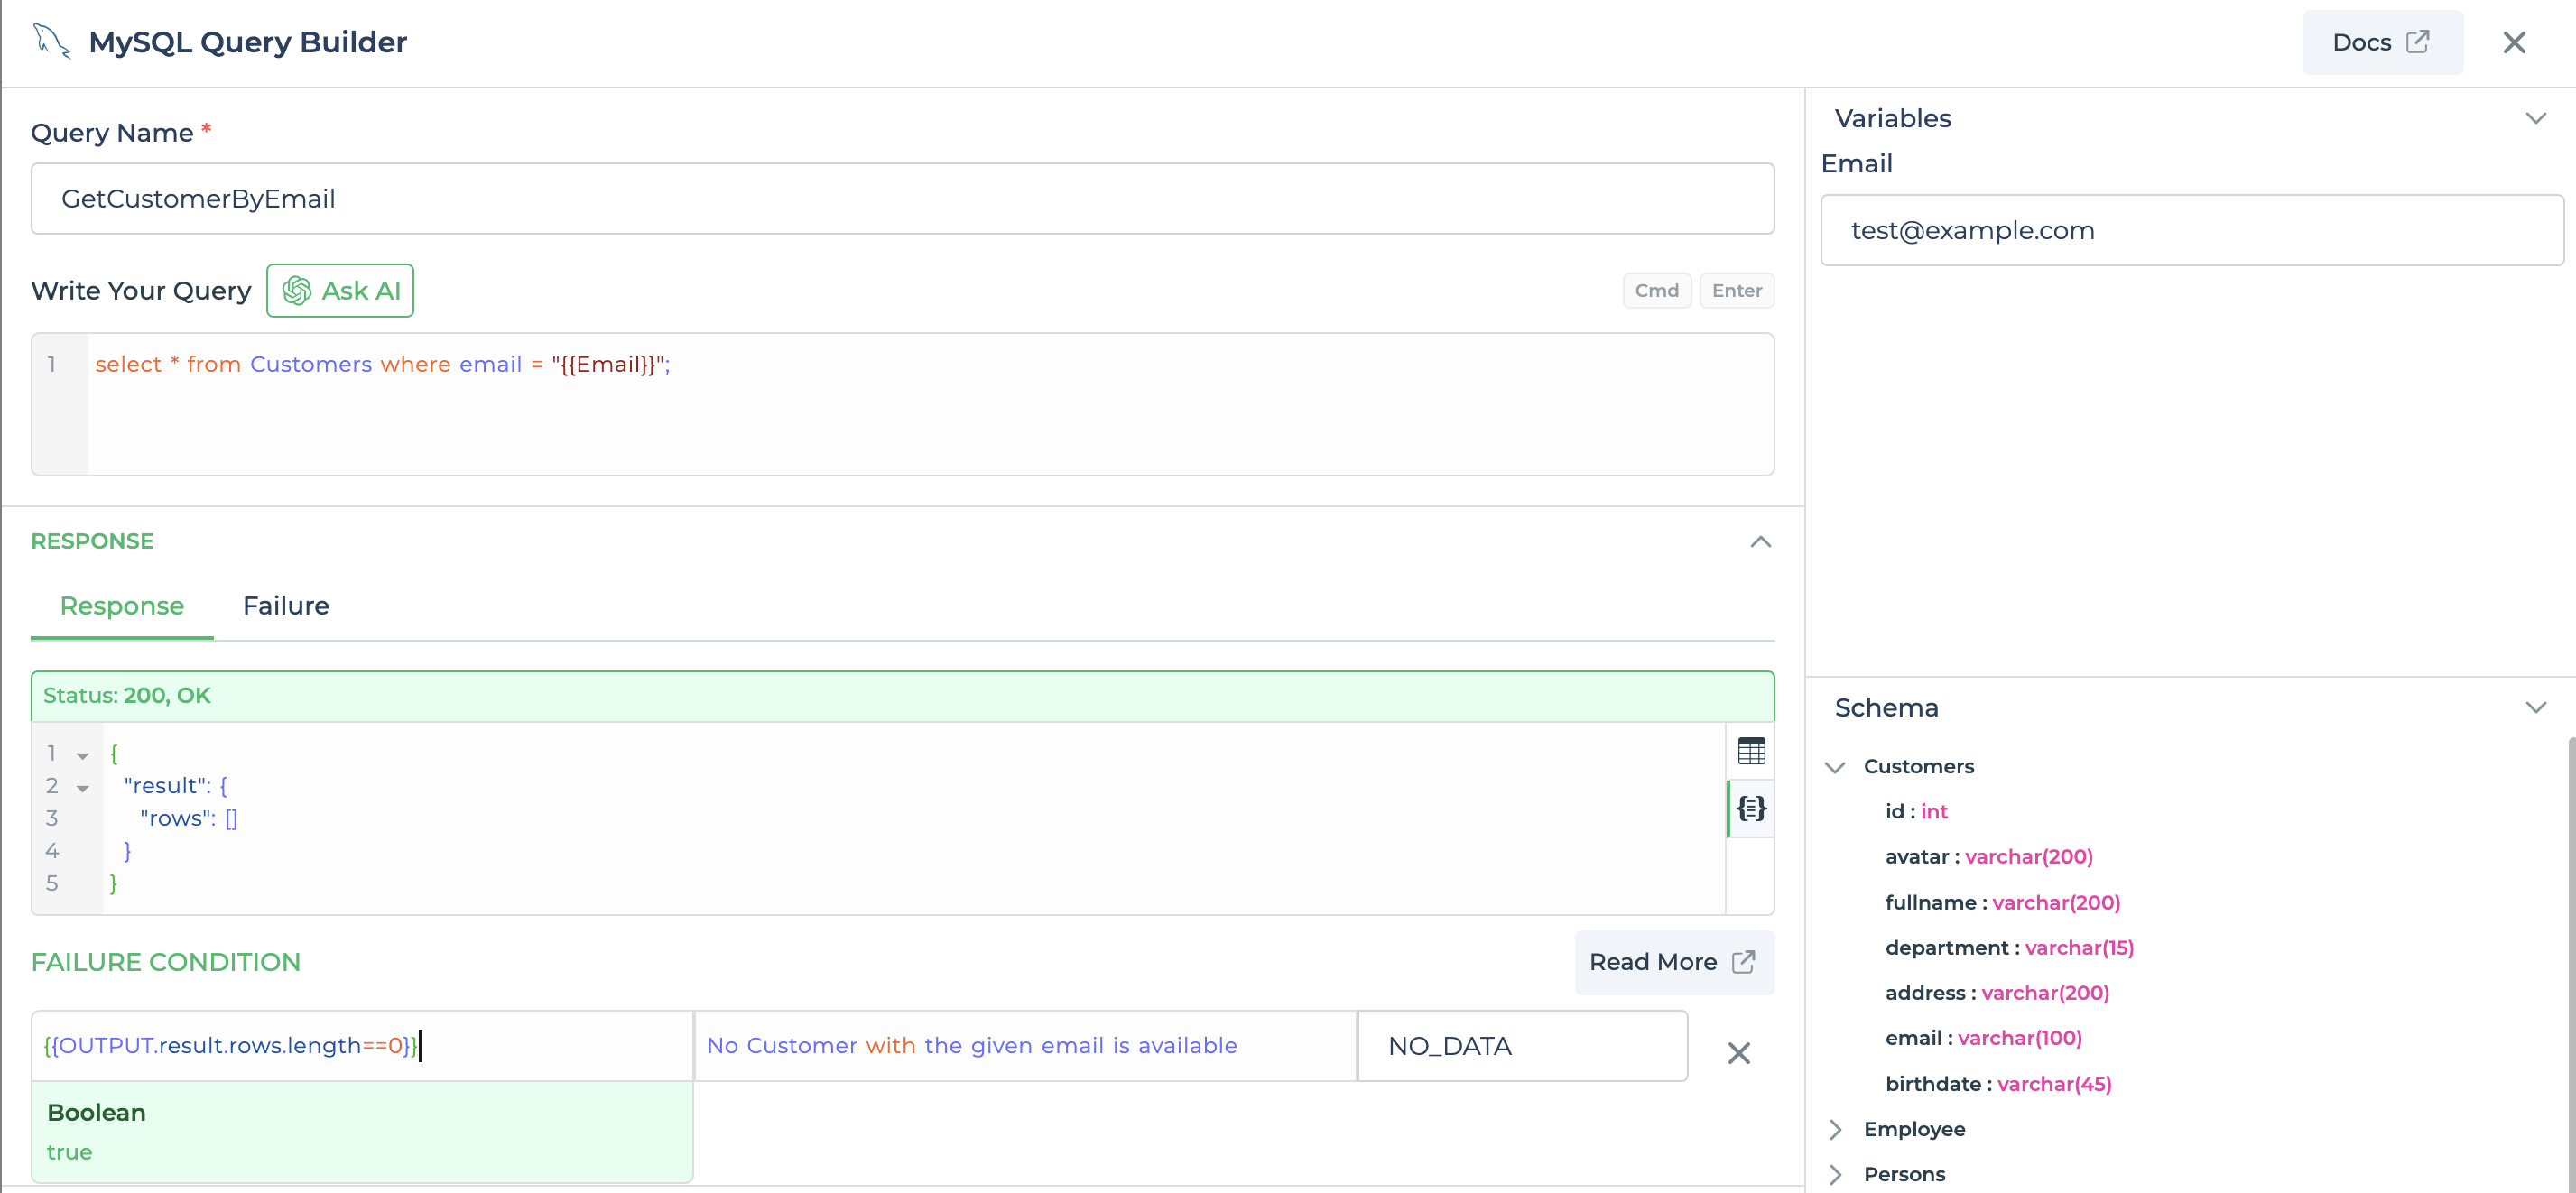 MySQL Query Builder
Docs
Query Name *
GetCustomerByEmail
Write Your Query
Ask AI
Cmd
Enter
1 select * from Customers where email = "{{Email}}";
RESPONSE
Response
Failure
Status: 200, OK
1 {
2 "result": {
3 "rows": []
4 }
5 }
FAILURE CONDITION
Read More
{{OUTPUT.result.rows.length==0}}
No Customer with the given email is available
NO_DATA
Boolean
true
Variables
Email
test@example.com
Schema
Customers
id : int
avatar : varchar(200)
fullname : varchar(200)
department : varchar(15)
address : varchar(200)
email : varchar(100)
birthdate : varchar(45)
Employee
Persons